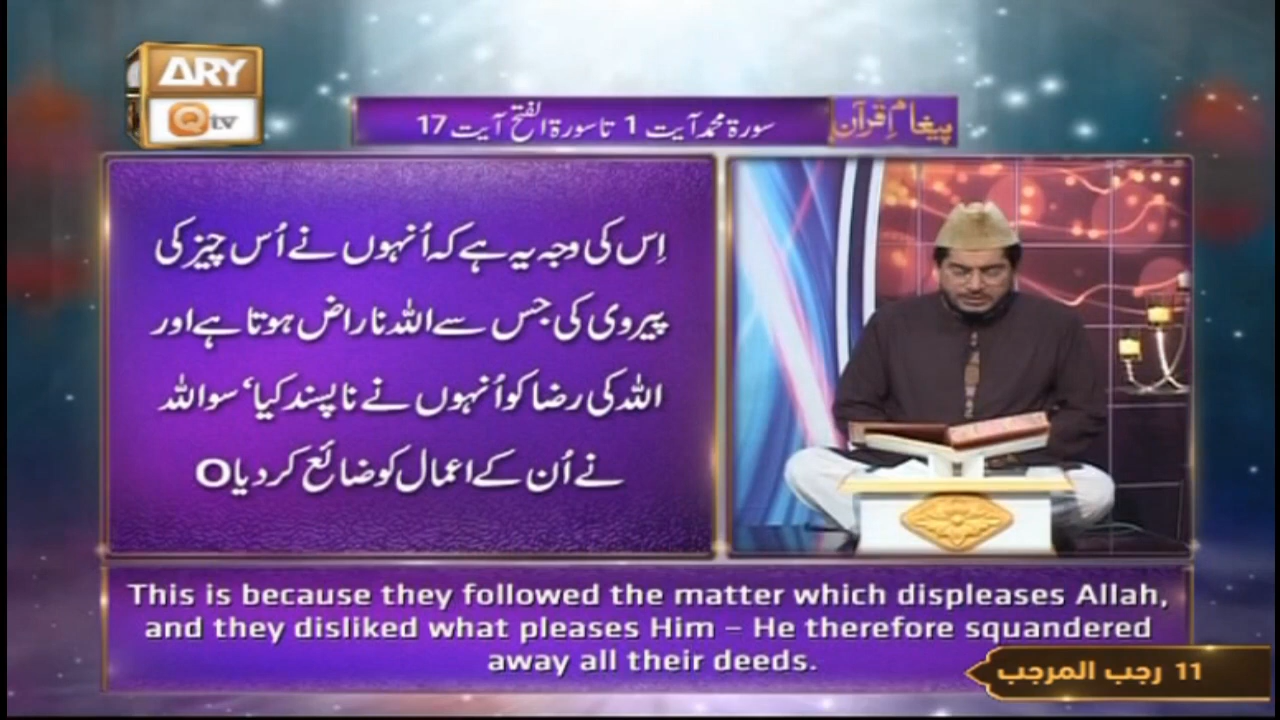 ARY
Qtv
پیغامِ قرآن
سورۃ محمد آیت 1 تا سورۃ الفتح آیت 17
اِس کی وجہ یہ ہے کہ اُنہوں نے اُس چیز کی
پیروی کی جس سے اللہ ناراض ہوتا ہے اور
اللہ کی رضا کو اُنہوں نے ناپسند کیا‘ سو اللہ
نے اُن کے اعمال کو ضائع کر دیاO
This is because they followed the matter which displeases Allah,
and they disliked what pleases Him – He therefore squandered
away all their deeds.
11 رجب المرجب